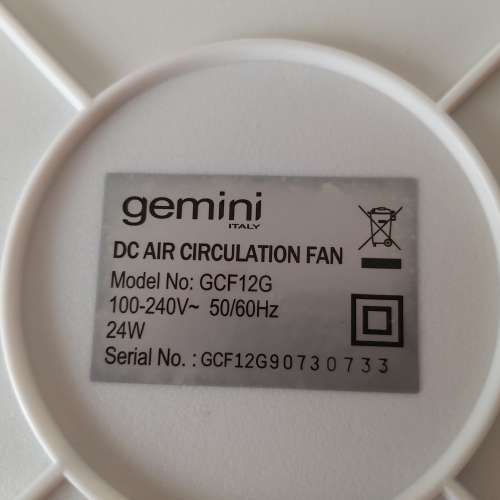 gemini
ITALY
DC AIR CIRCULATION FAN
Model No: GCF12G
100-240V~ 50/60Hz
24W
Serial No. : GCF12G90730733